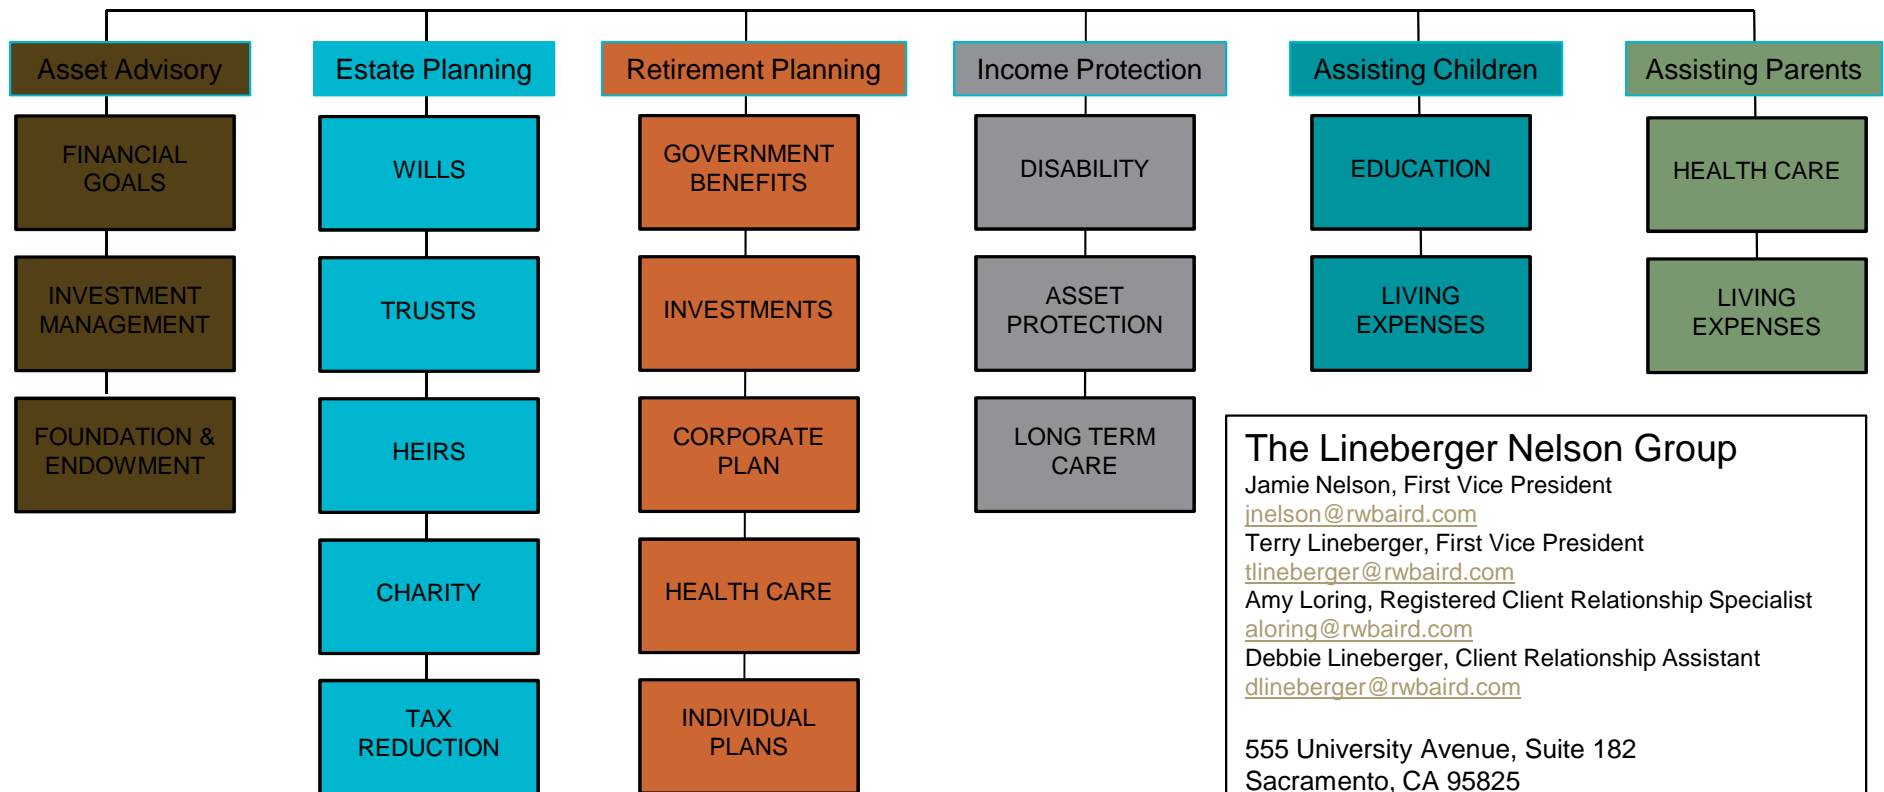 Asset Advisory
Estate Planning
Retirement Planning
Income Protection
Assisting Children
Assisting Parents
FINANCIAL
GOALS
INVESTMENT
MANAGEMENT
FOUNDATION &
ENDOWMENT
WILLS
TRUSTS
HEIRS
CHARITY
TAX
REDUCTION
GOVERNMENT
BENEFITS
INVESTMENTS
CORPORATE
PLAN
HEALTH CARE
INDIVIDUAL
PLANS
DISABILITY
ASSET
PROTECTION
LONG TERM
CARE
EDUCATION
LIVING
EXPENSES
HEALTH CARE
LIVING
EXPENSES
The Lineberger Nelson Group
Jamie Nelson, First Vice President
jnelson@rwbaird.com
Terry Lineberger, First Vice President
tlineberger@rwbaird.com
Amy Loring, Registered Client Relationship Specialist
aloring@rwbaird.com
Debbie Lineberger, Client Relationship Assistant
dlineberger@rwbaird.com
555 University Avenue, Suite 182
Sacramento, CA 95825